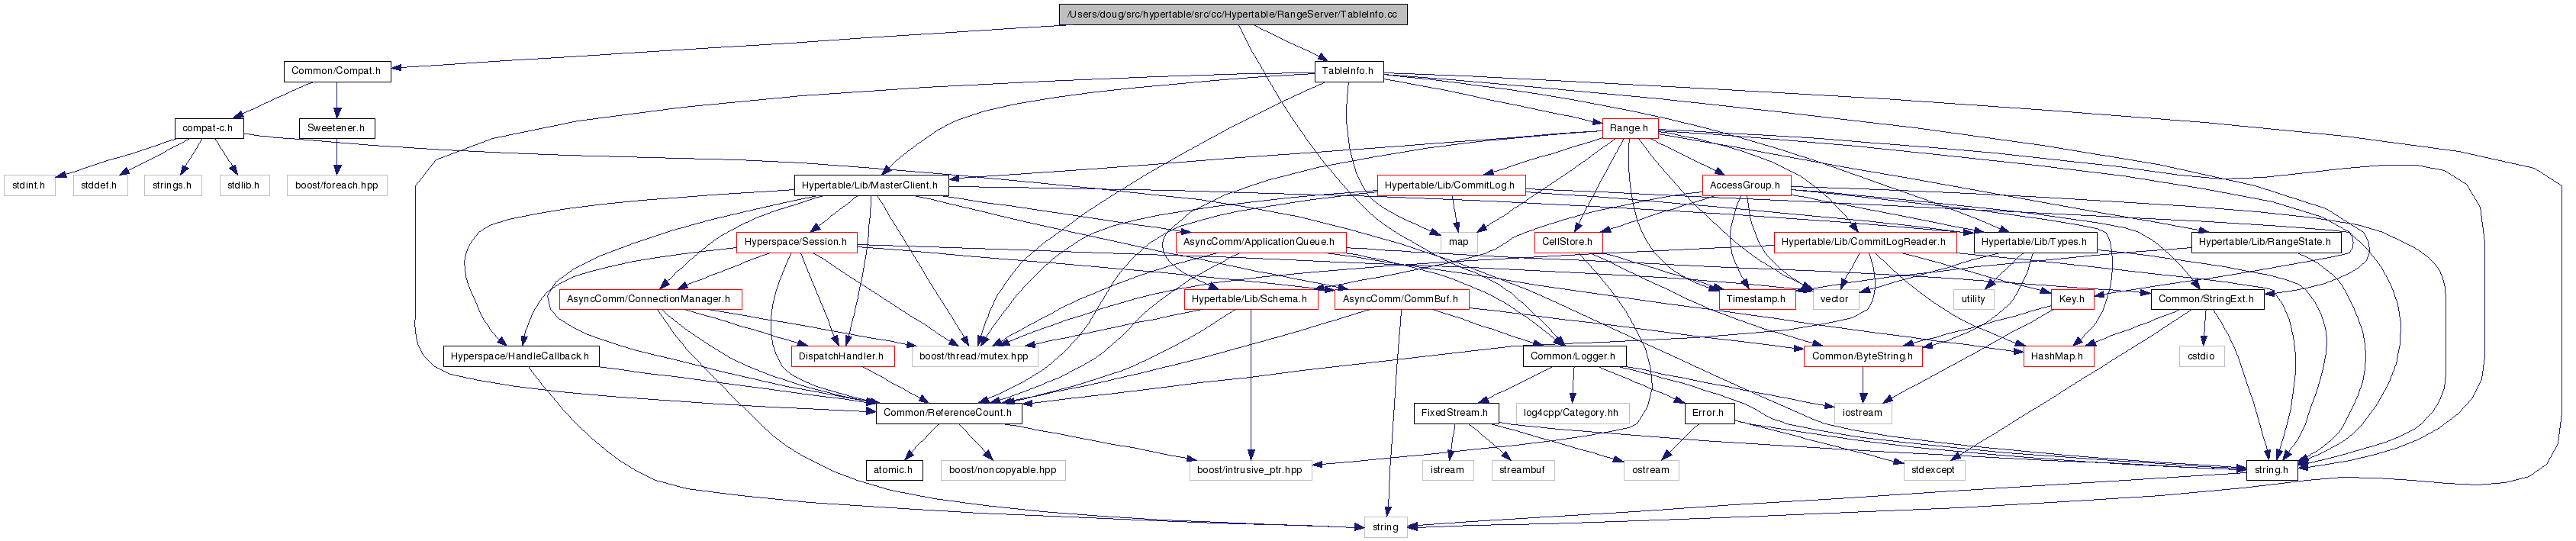 /Users/doug/src/hypertable/src/cc/Hypertable/RangeServer/TableInfo.cc
Common/Compat.h
TableInfo.h
compat-c.h
Sweetener.h
Range.h
stdint.h
stddef.h
strings.h
stdlib.h
boost/foreach.hpp
Hypertable/Lib/MasterClient.h
Hypertable/Lib/CommitLog.h
AccessGroup.h
Hyperspace/Session.h
AsyncComm/ApplicationQueue.h
map
CellStore.h
Hypertable/Lib/CommitLogReader.h
Hypertable/Lib/Types.h
Hypertable/Lib/RangeState.h
AsyncComm/ConnectionManager.h
Hypertable/Lib/Schema.h
AsyncComm/CommBuf.h
Timestamp.h
vector
utility
Key.h
Common/StringExt.h
Hyperspace/HandleCallback.h
DispatchHandler.h
boost/thread/mutex.hpp
Common/Logger.h
Common/ByteString.h
HashMap.h
cstdio
Common/ReferenceCount.h
FixedStream.h
log4cpp/Category.hh
Error.h
iostream
atomic.h
boost/noncopyable.hpp
boost/intrusive_ptr.hpp
istream
streambuf
ostream
stdexcept
string.h
string